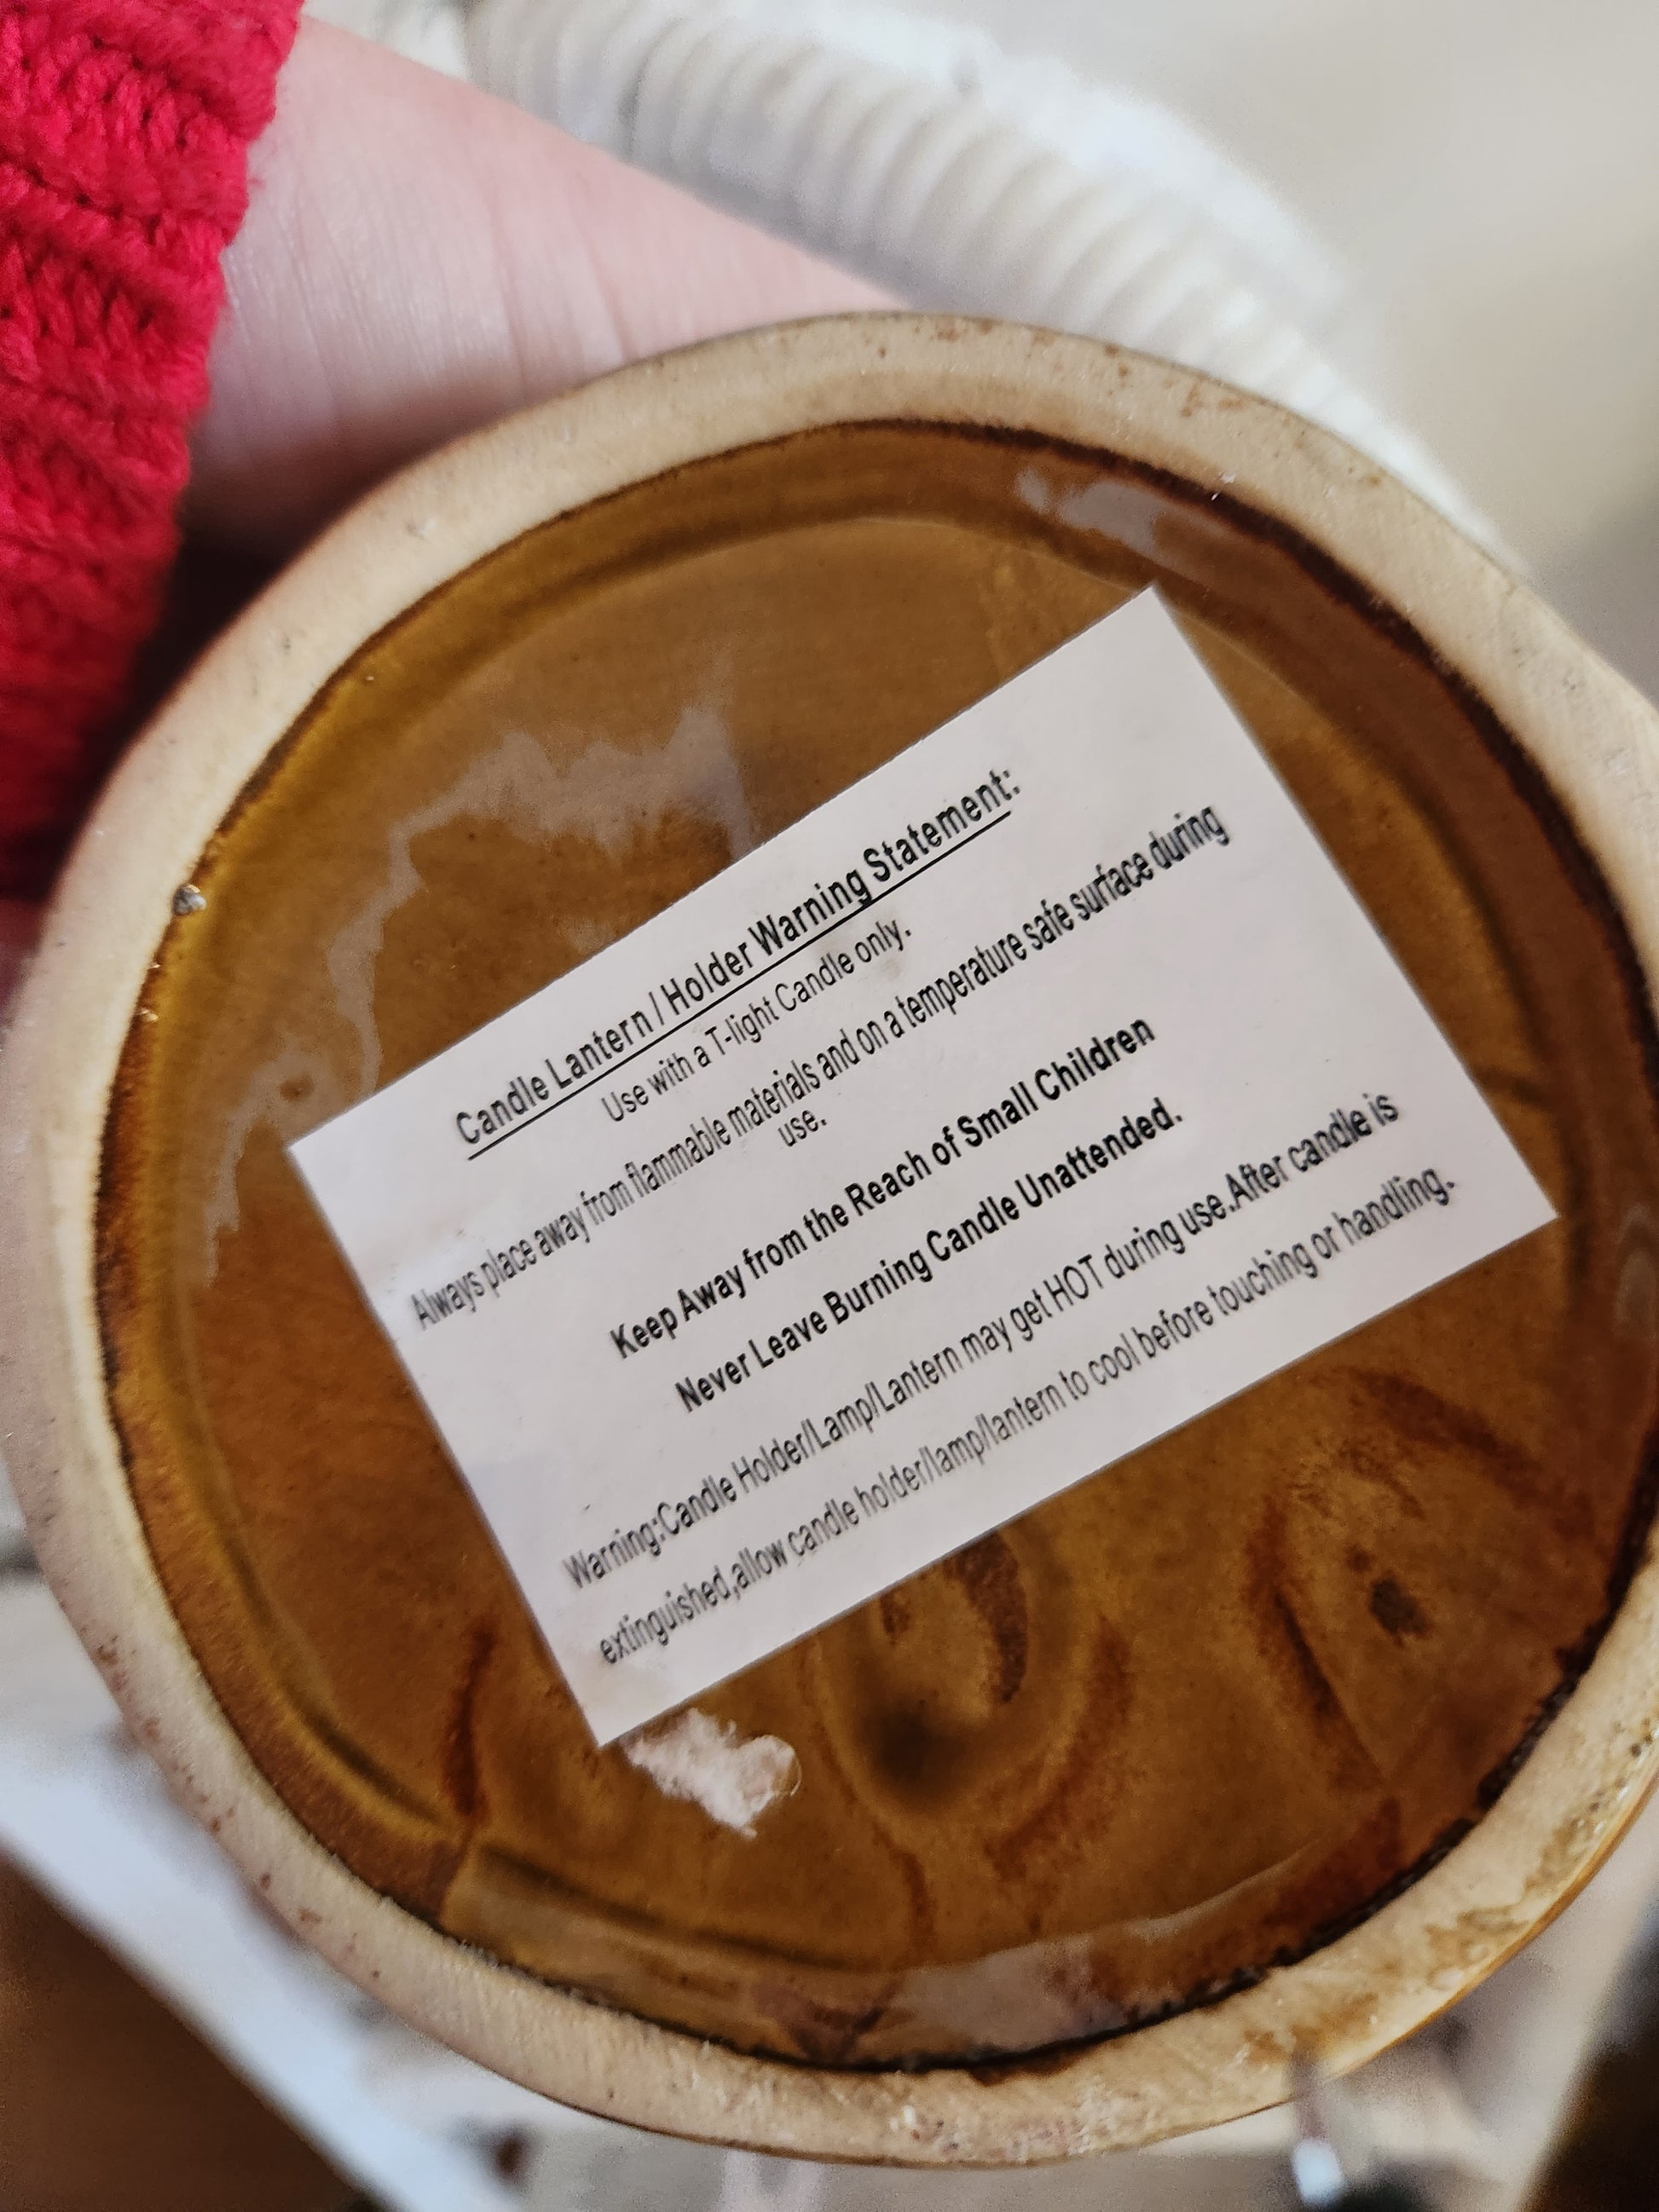 Candle Lantern / Holder Warning Statement:
Use with a T-light Candle only.
Always place away from flammable materials and on a temperature safe surface during
use.
Keep Away from the Reach of Small Children
Never Leave Burning Candle Unattended.
Warning:Candle Holder/Lamp/Lantern may get HOT during use.After candle is
extinguished,allow candle holder/lamp/lantern to cool before touching or handling.